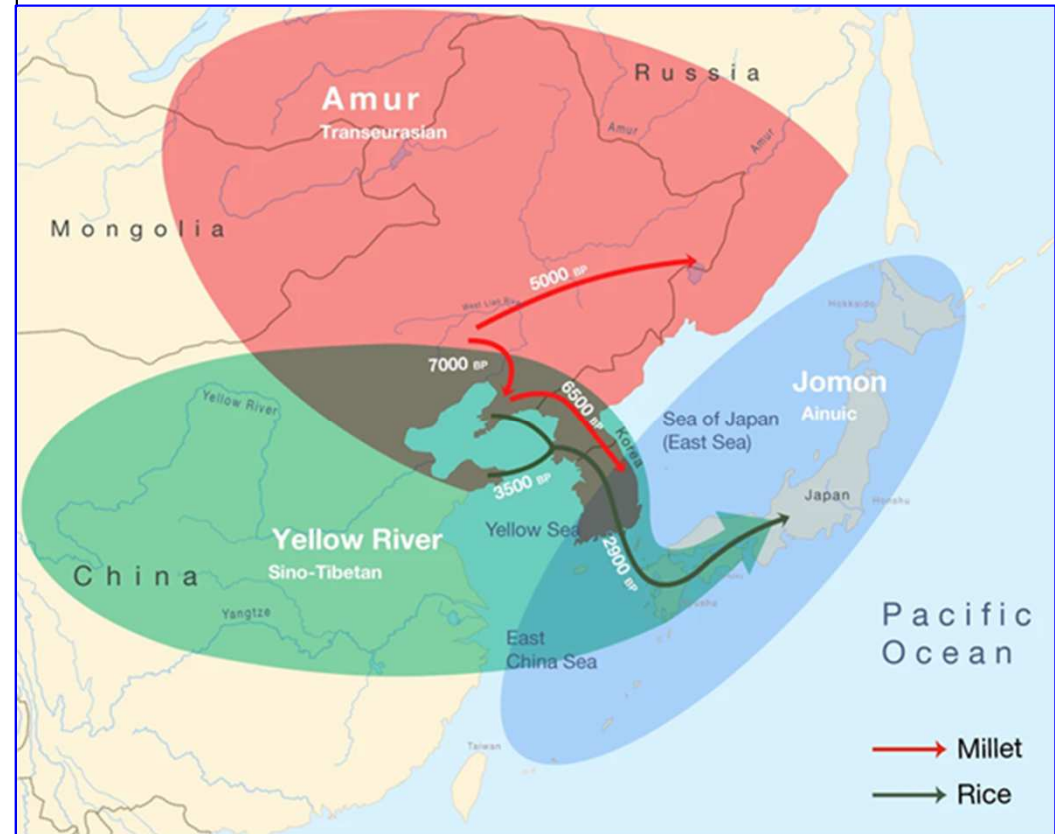 Russia
Amur
Transeurasian
Amur
Amur
Mongolia
5000 BP
West Liao River
Hokkaido
7000 BP
6500 BP
Jomon
Ainuic
Yellow River
Sea of Japan
(East Sea)
Korea
3500 BP
Japan
Honshu
Yellow River
Sino-Tibetan
Yellow Sea
2900 BP
China
Yangtze
East
China Sea
Pacific
Ocean
Taiwan
Millet
Rice